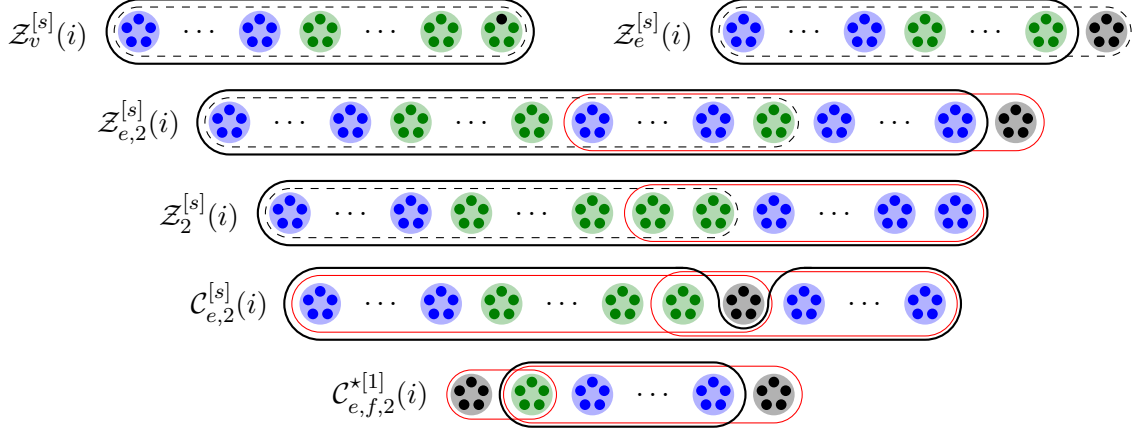 $\mathcal{Z}_v^{[s]}(i)$ ··· ··· $\mathcal{Z}_e^{[s]}(i)$ ··· ···
$\mathcal{Z}_{e,2}^{[s]}(i)$ ··· ··· ··· ···
$\mathcal{Z}_2^{[s]}(i)$ ··· ··· ···
$\mathcal{C}_{e,2}^{[s]}(i)$ ··· ··· ···
$\mathcal{C}_{e,f,2}^{\star[1]}(i)$ ···